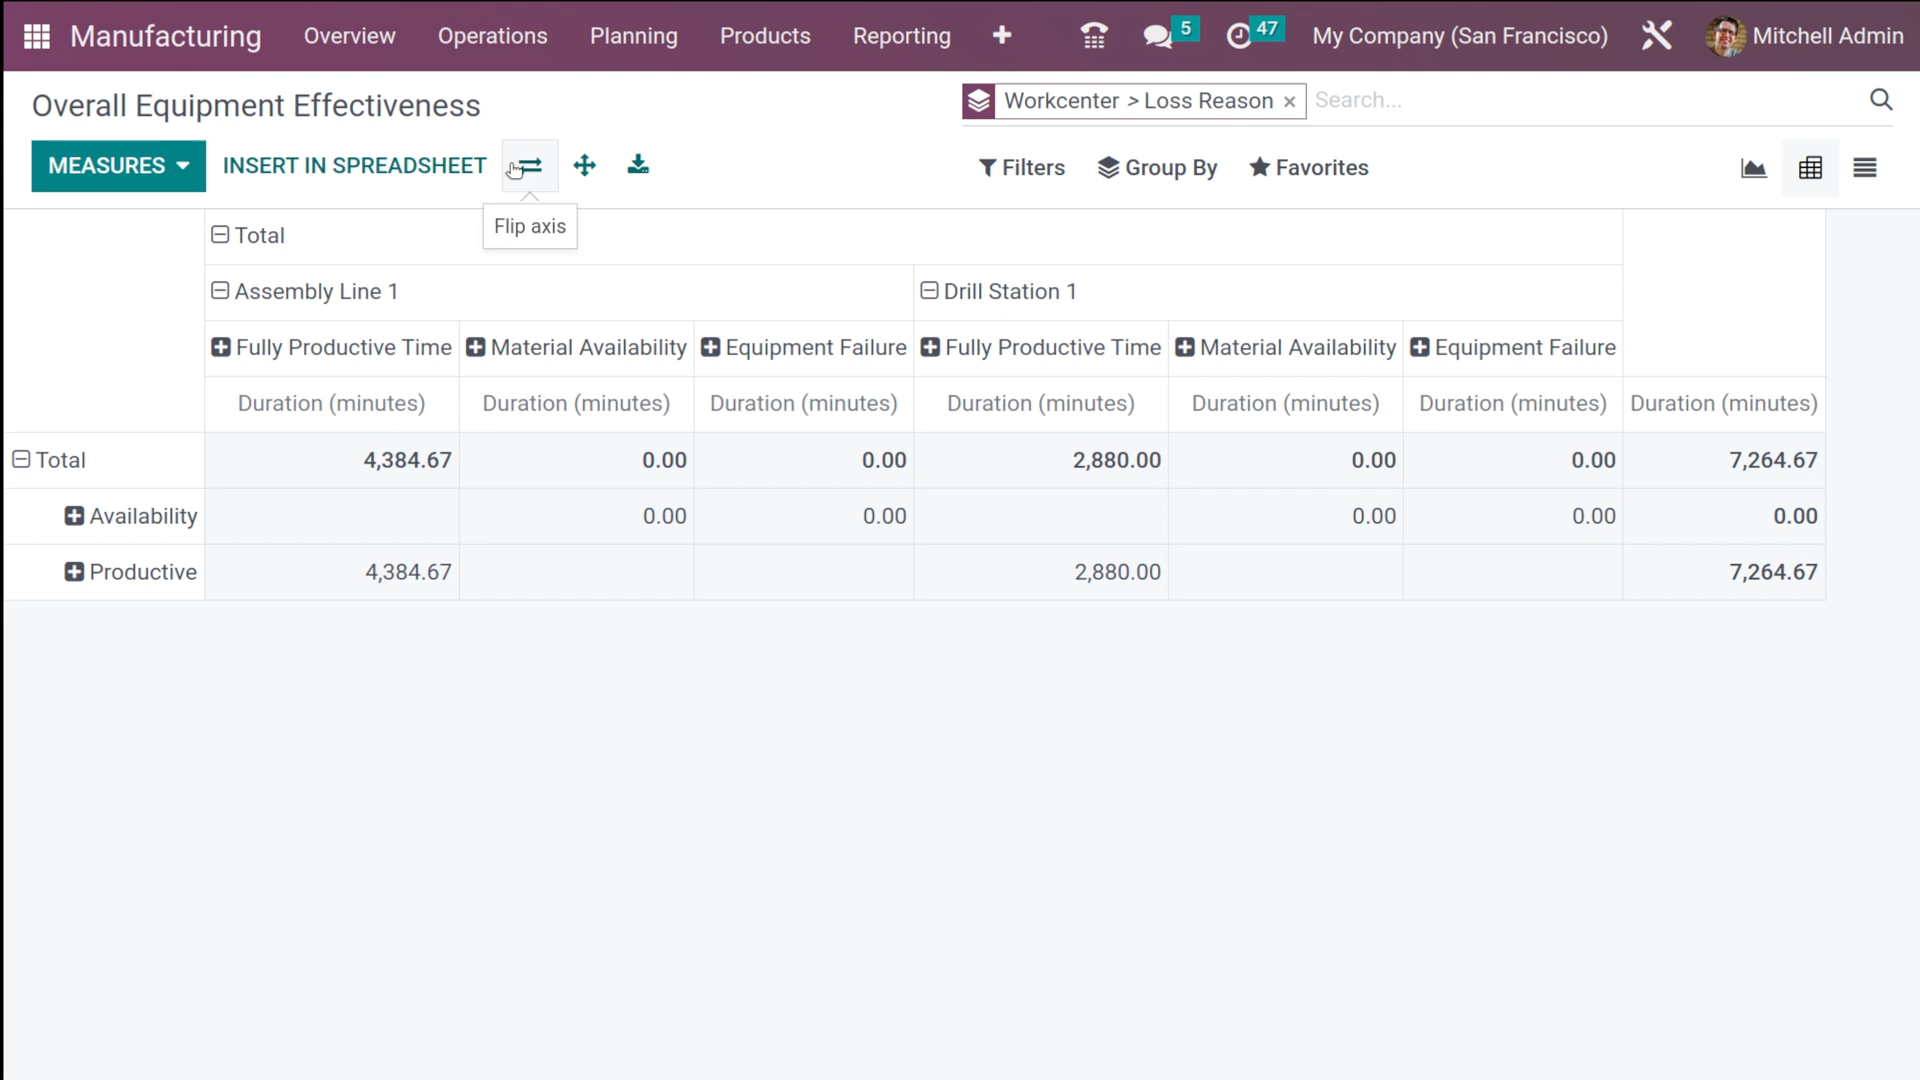 Manufacturing Overview Operations Planning Products Reporting 5 47 My Company (San Francisco) Mitchell Admin
Overall Equipment Effectiveness
Workcenter > Loss Reason × Search...
MEASURES INSERT IN SPREADSHEET
Filters Group By Favorites
Flip axis
Total
Assembly Line 1 Drill Station 1
Fully Productive Time Material Availability Equipment Failure Fully Productive Time Material Availability Equipment Failure
Duration (minutes) Duration (minutes) Duration (minutes) Duration (minutes) Duration (minutes) Duration (minutes) Duration (minutes)
Total 4,384.67 0.00 0.00 2,880.00 0.00 0.00 7,264.67
Availability 0.00 0.00 0.00 0.00 0.00
Productive 4,384.67 2,880.00 7,264.67